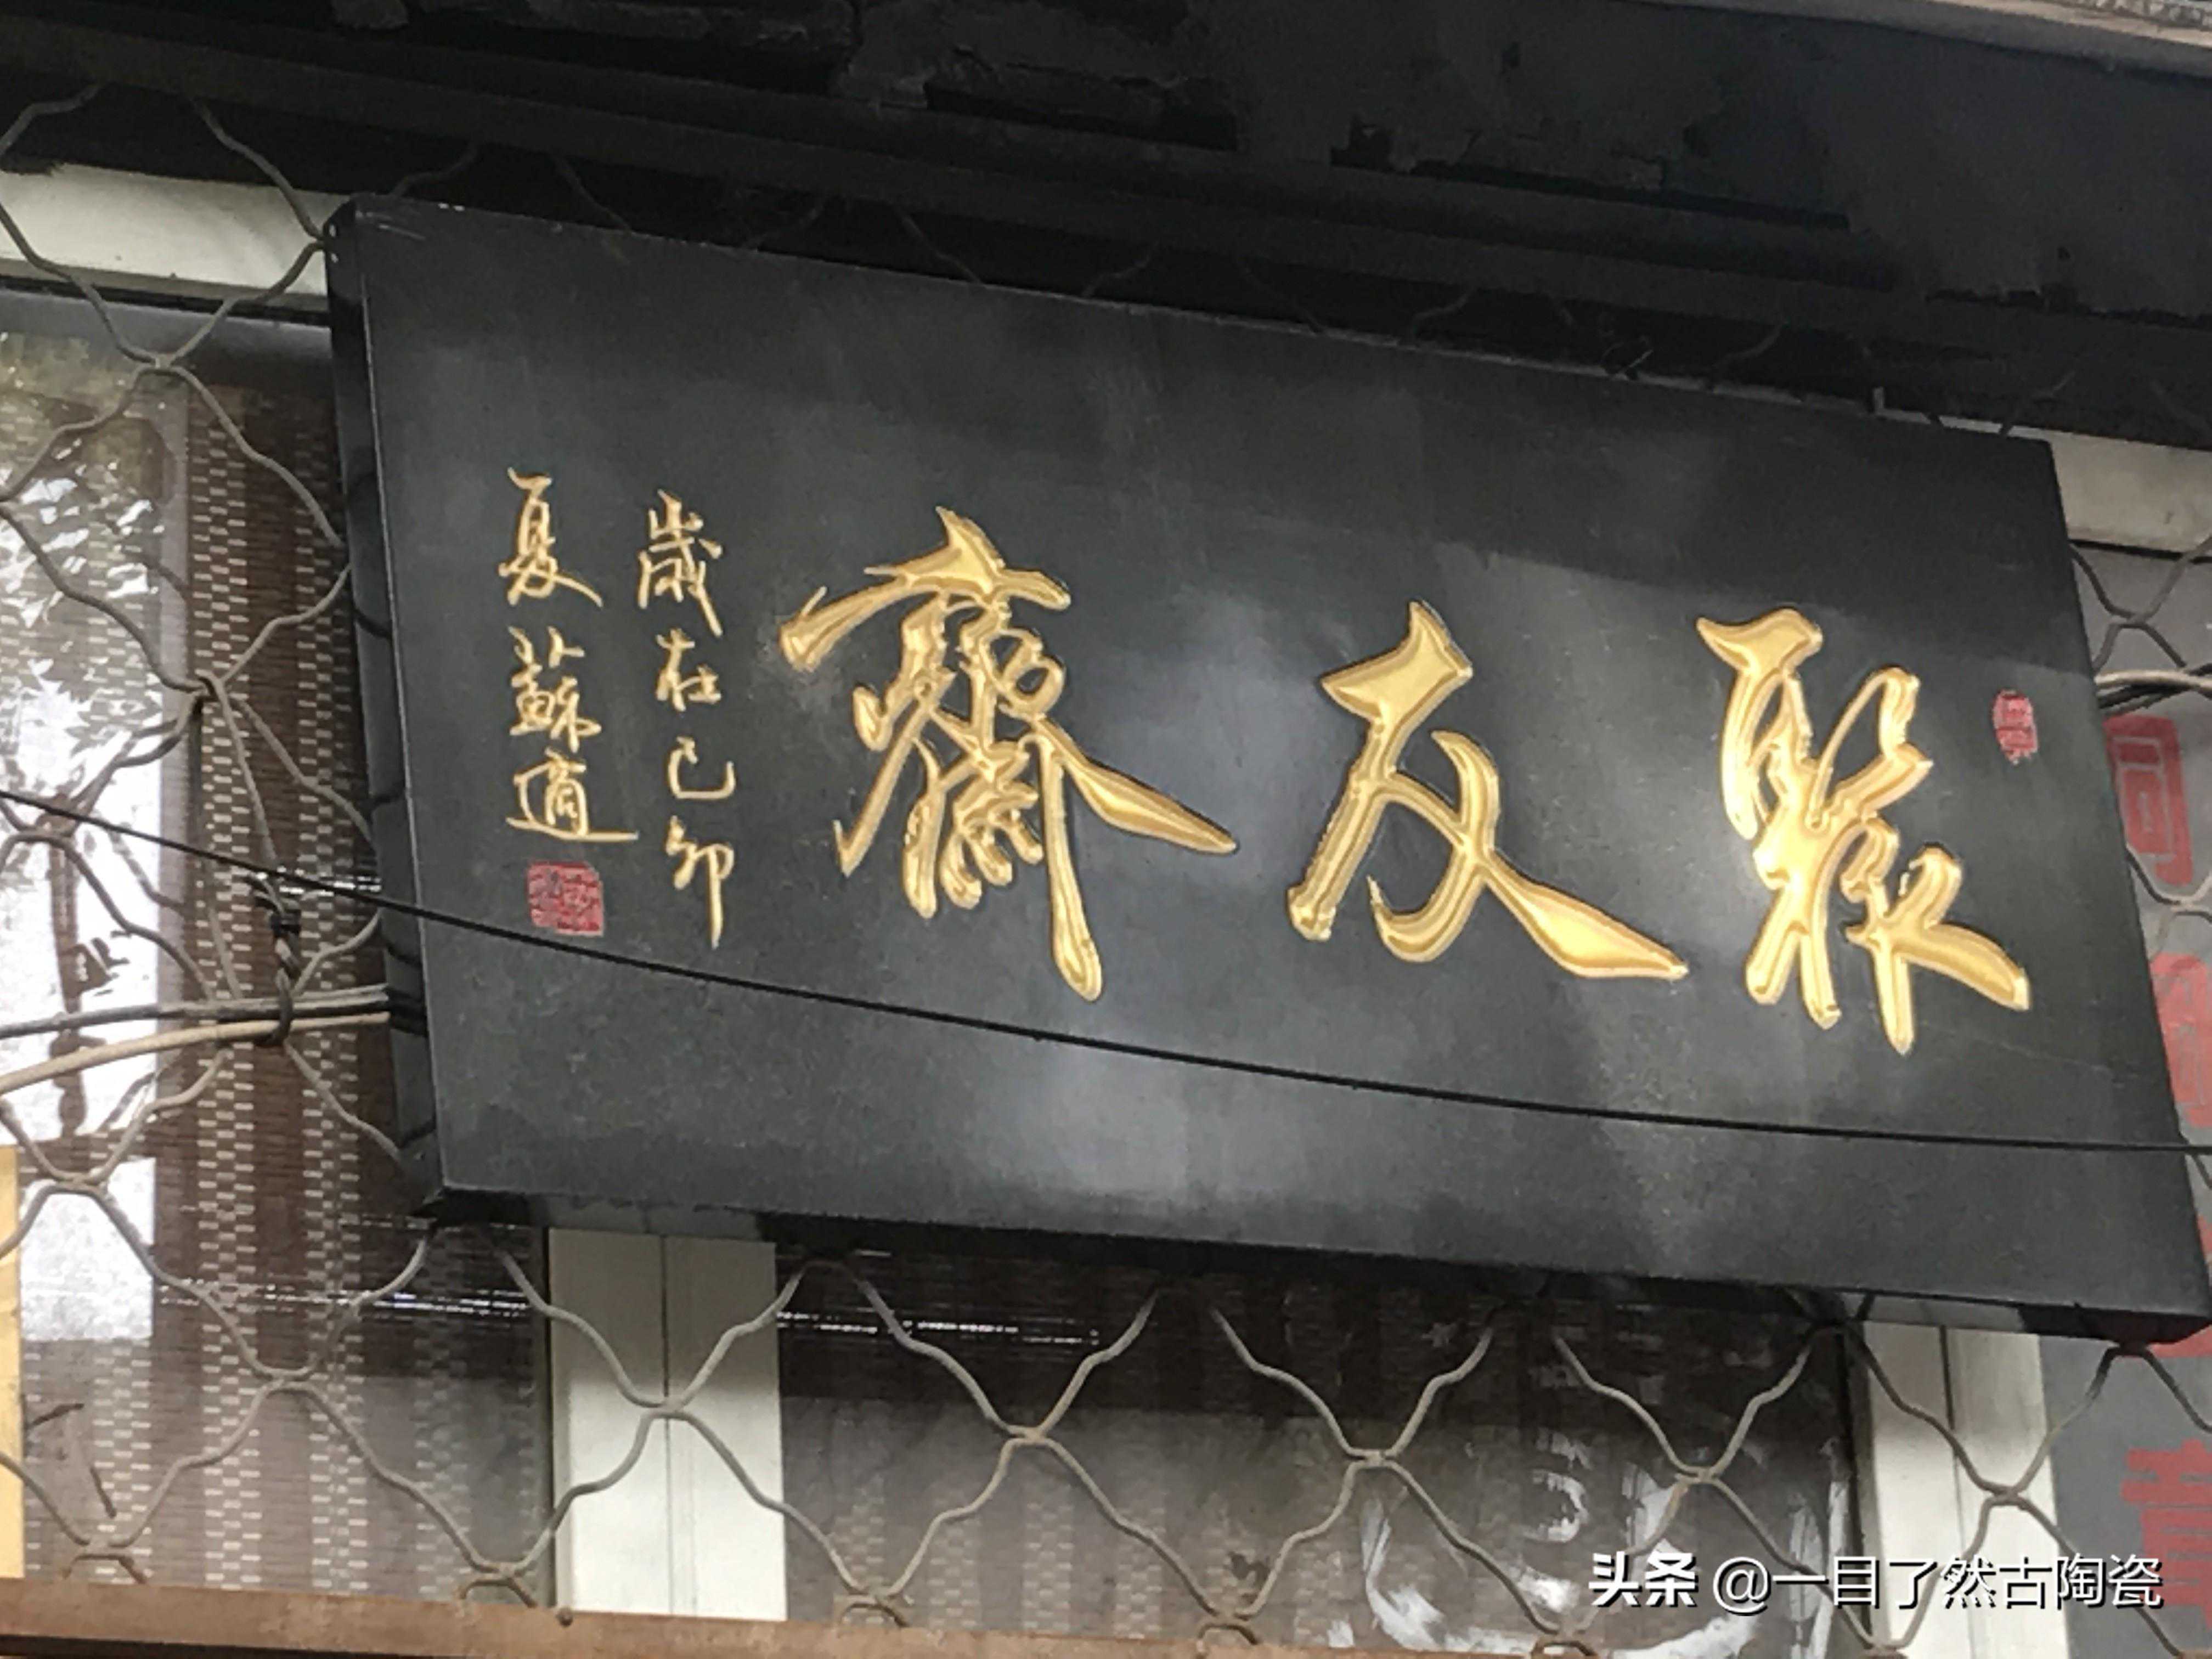 聚友齋
歲在己卯
夏蘇適
头条 @一目了然古陶瓷